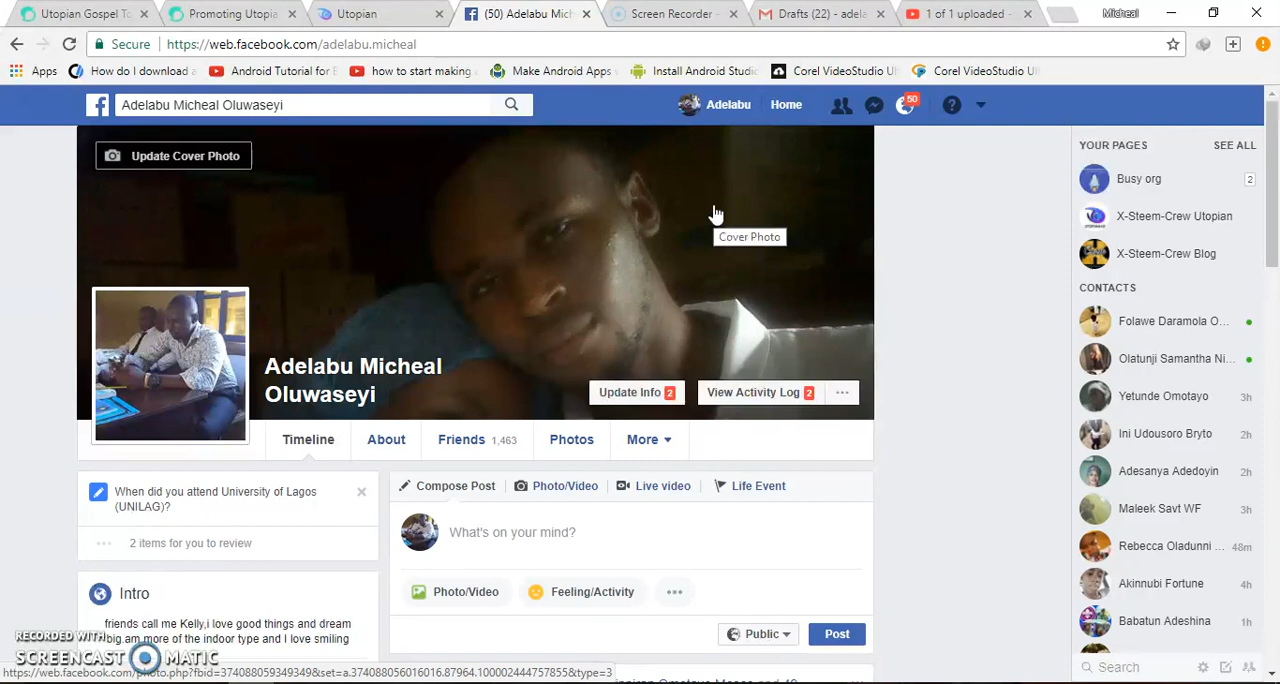 Utopian Gospel To
Promoting Utopia
Utopian
(50) Adelabu Mich
Screen Recorder -
Drafts (22) - adela
1 of 1 uploaded -
Micheal
Secure
https://web.facebook.com/adelabu.micheal
Apps
How do I download a
Android Tutorial for B
how to start making
Make Android Apps
Install Android Studi
Corel VideoStudio Ul
Corel VideoStudio Ul
Adelabu Micheal Oluwaseyi
Adelabu
Home
50
Update Cover Photo
Cover Photo
Adelabu Micheal
Oluwaseyi
Update Info 2
View Activity Log 2
Timeline
About
Friends 1,463
Photos
More
When did you attend University of Lagos
(UNILAG)?
2 items for you to review
Intro
friends call me Kelly,i love good things and dream
big.am more of the indoor type and I love smiling
Compose Post
Photo/Video
Live video
Life Event
What's on your mind?
Photo/Video
Feeling/Activity
Public
Post
YOUR PAGES
SEE ALL
Busy org
2
X-Steem-Crew Utopian
X-Steem-Crew Blog
CONTACTS
Folawe Daramola O...
Olatunji Samantha Ni...
Yetunde Omotayo
3h
Ini Udousoro Bryto
2h
Adesanya Adedoyin
2h
Maleek Savt WF
3h
Rebecca Oladunni ...
48m
Akinnubi Fortune
4h
Babatun Adeshina
1h
Search
RECORDED WITH
SCREENCAST MATIC
https://web.facebook.com/photo.php?fbid=374088059349349&set=a.374088056016016.87964.100002444757855&type=3